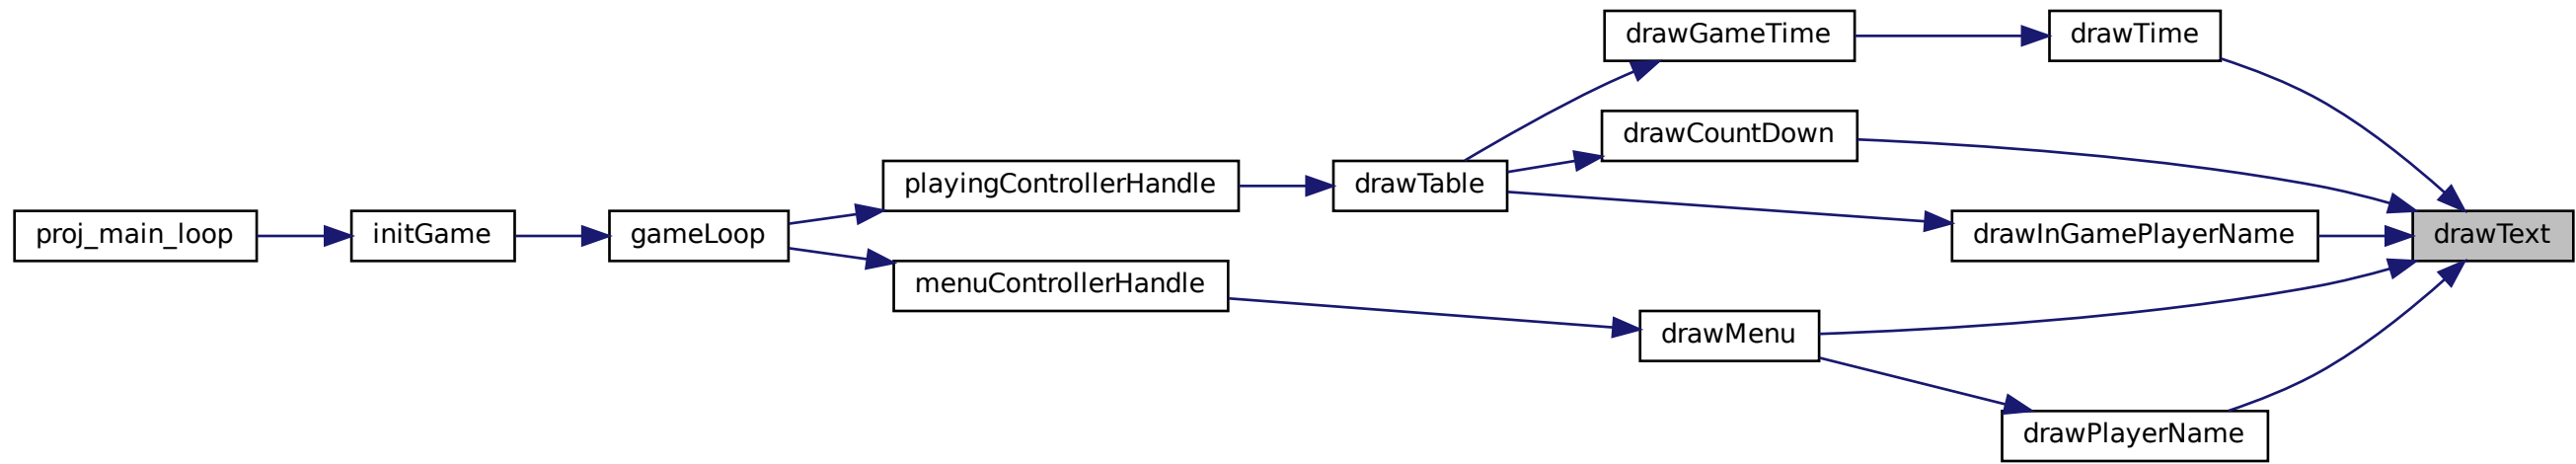 drawGameTime
drawTime
drawCountDown
playingControllerHandle
drawTable
proj_main_loop
initGame
gameLoop
drawInGamePlayerName
drawText
menuControllerHandle
drawMenu
drawPlayerName